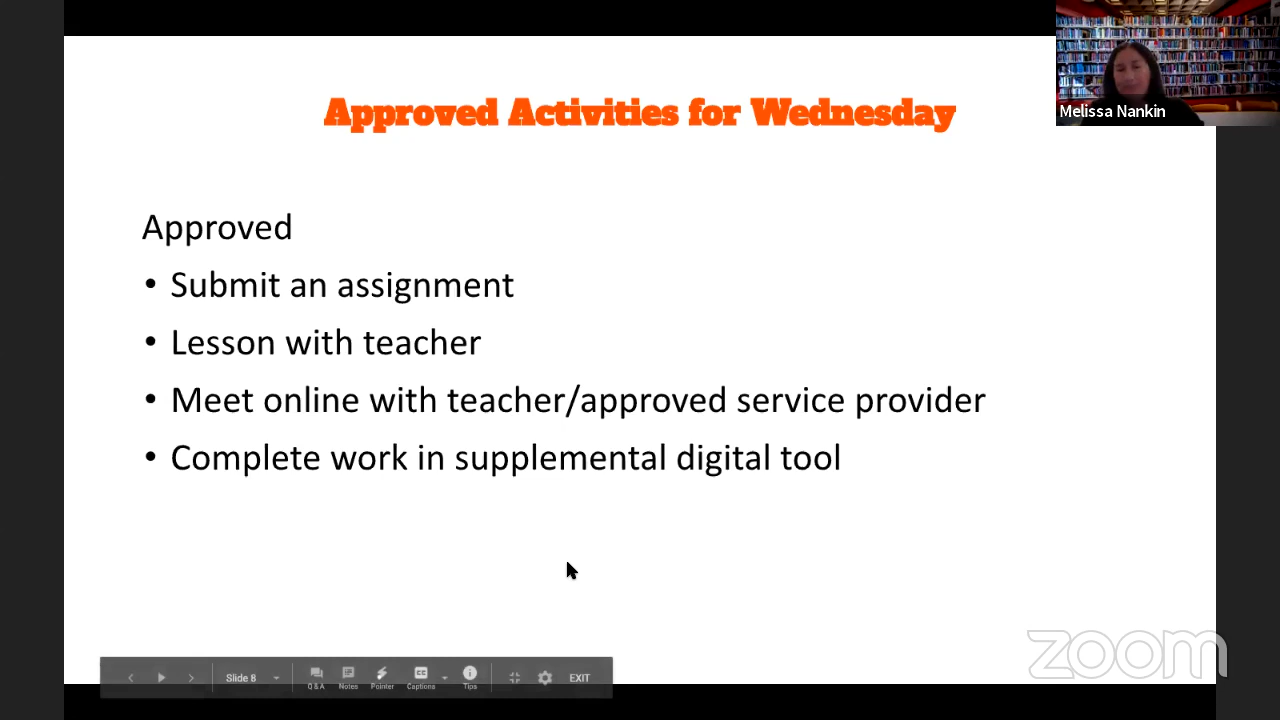 Melissa Nankin
Approved Activities for Wednesday
Approved
• Submit an assignment
• Lesson with teacher
• Meet online with teacher/approved service provider
• Complete work in supplemental digital tool
zoom
Slide 8
Q & A
Notes
Pointer
CC
Captions
Tips
EXIT